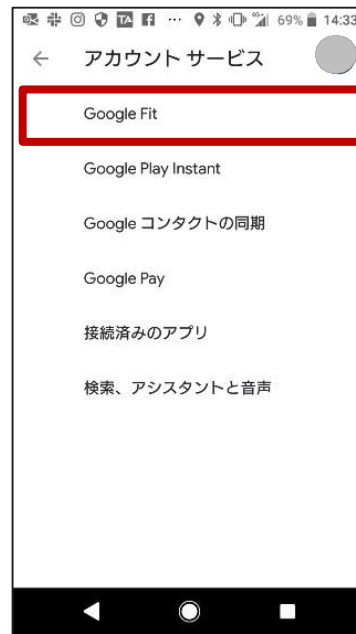 69% 14:33
アカウント サービス
Google Fit
Google Play Instant
Google コンタクトの同期
Google Pay
接続済みのアプリ
検索、アシスタントと音声